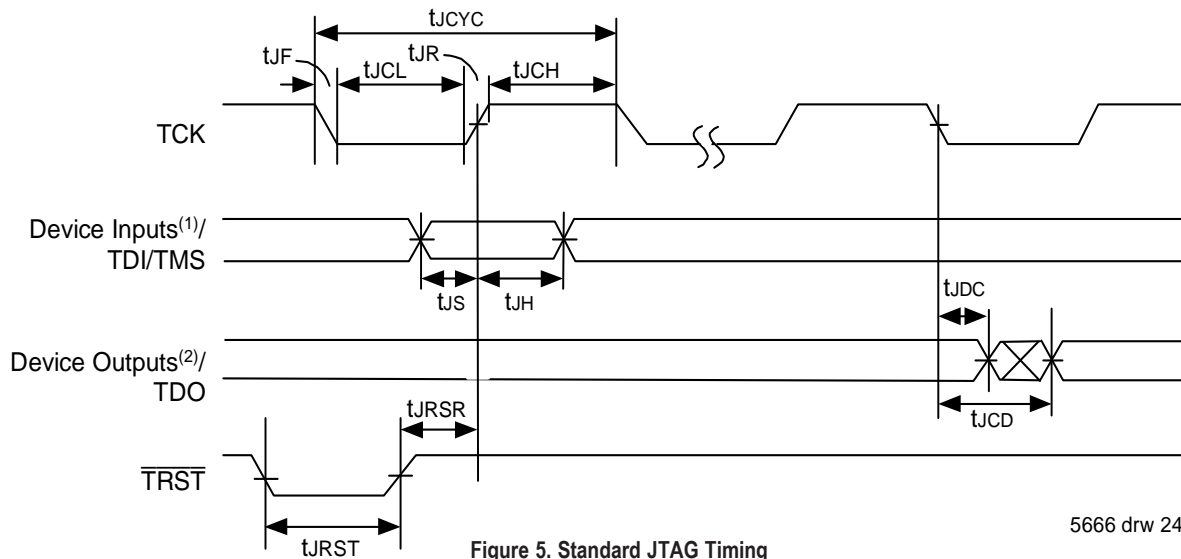 tJCYC
tJF
tJCL
tJR
tJCH
TCK
Device Inputs(1)/
TDI/TMS
tJS
tJH
tJDC
Device Outputs(2)/
TDO
tJRSR
tJCD
TRST
tJRST
5666 drw 24
Figure 5. Standard JTAG Timing